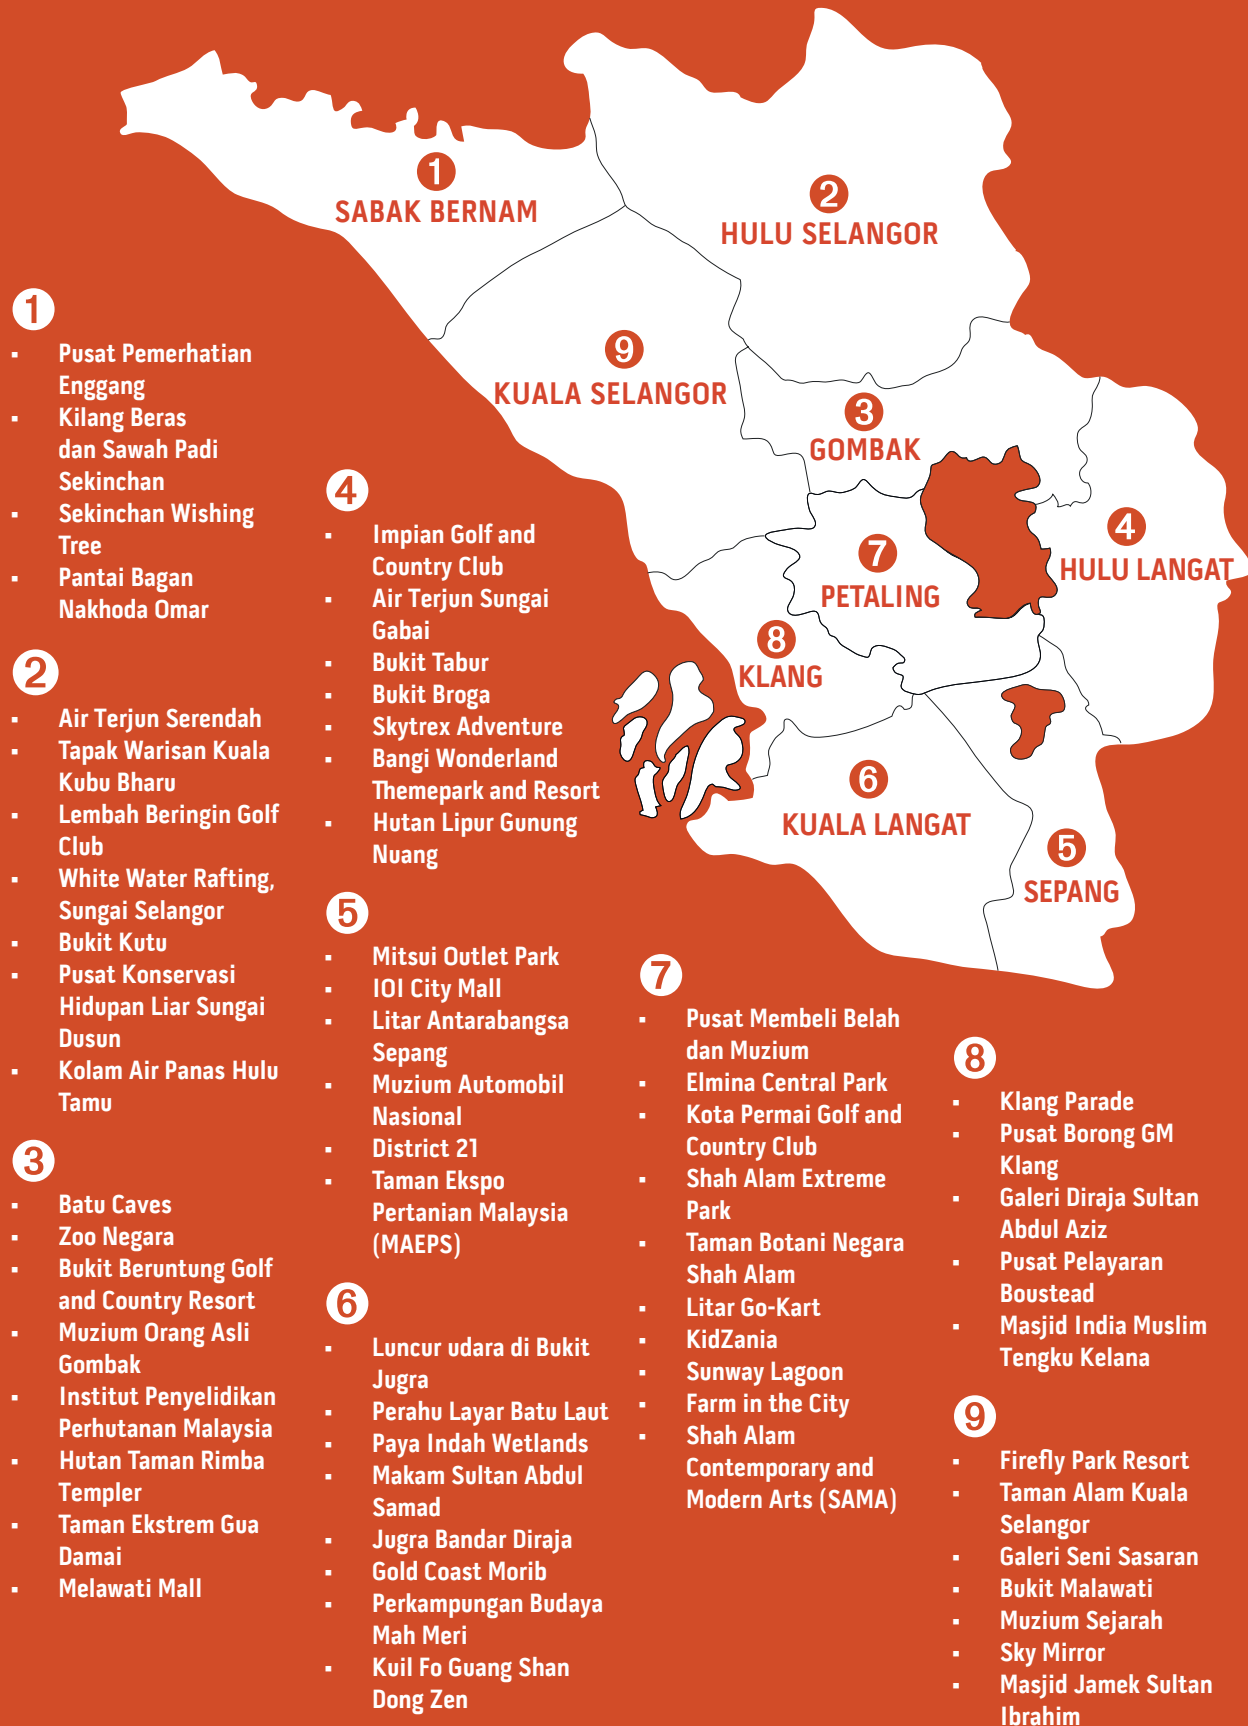 1
SABAK BERNAM
2
HULU SELANGOR
9
KUALA SELANGOR
3
GOMBAK
4
HULU LANGAT
7
PETALING
8
KLANG
6
KUALA LANGAT
5
SEPANG
1
▪ Pusat Pemerhatian
Enggang
▪ Kilang Beras
dan Sawah Padi
Sekinchan
▪ Sekinchan Wishing
Tree
▪ Pantai Bagan
Nakhoda Omar
2
▪ Air Terjun Serendah
▪ Tapak Warisan Kuala
Kubu Bharu
▪ Lembah Beringin Golf
Club
▪ White Water Rafting,
Sungai Selangor
▪ Bukit Kutu
▪ Pusat Konservasi
Hidupan Liar Sungai
Dusun
▪ Kolam Air Panas Hulu
Tamu
3
▪ Batu Caves
▪ Zoo Negara
▪ Bukit Beruntung Golf
and Country Resort
▪ Muzium Orang Asli
Gombak
▪ Institut Penyelidikan
Perhutanan Malaysia
▪ Hutan Taman Rimba
Templer
▪ Taman Ekstrem Gua
Damai
▪ Melawati Mall
4
▪ Impian Golf and
Country Club
▪ Air Terjun Sungai
Gabai
▪ Bukit Tabur
▪ Bukit Broga
▪ Skytrex Adventure
▪ Bangi Wonderland
Themepark and Resort
▪ Hutan Lipur Gunung
Nuang
5
▪ Mitsui Outlet Park
▪ IOI City Mall
▪ Litar Antarabangsa
Sepang
▪ Muzium Automobil
Nasional
▪ District 21
▪ Taman Ekspo
Pertanian Malaysia
(MAEPS)
6
▪ Luncur udara di Bukit
Jugra
▪ Perahu Layar Batu Laut
▪ Paya Indah Wetlands
▪ Makam Sultan Abdul
Samad
▪ Jugra Bandar Diraja
▪ Gold Coast Morib
▪ Perkampungan Budaya
Mah Meri
▪ Kuil Fo Guang Shan
Dong Zen
7
▪ Pusat Membeli Belah
dan Muzium
▪ Elmina Central Park
▪ Kota Permai Golf and
Country Club
▪ Shah Alam Extreme
Park
▪ Taman Botani Negara
Shah Alam
▪ Litar Go-Kart
▪ KidZania
▪ Sunway Lagoon
▪ Farm in the City
▪ Shah Alam
Contemporary and
Modern Arts (SAMA)
8
▪ Klang Parade
▪ Pusat Borong GM
Klang
▪ Galeri Diraja Sultan
Abdul Aziz
▪ Pusat Pelayaran
Boustead
▪ Masjid India Muslim
Tengku Kelana
9
▪ Firefly Park Resort
▪ Taman Alam Kuala
Selangor
▪ Galeri Seni Sasaran
▪ Bukit Malawati
▪ Muzium Sejarah
▪ Sky Mirror
▪ Masjid Jamek Sultan
Ibrahim